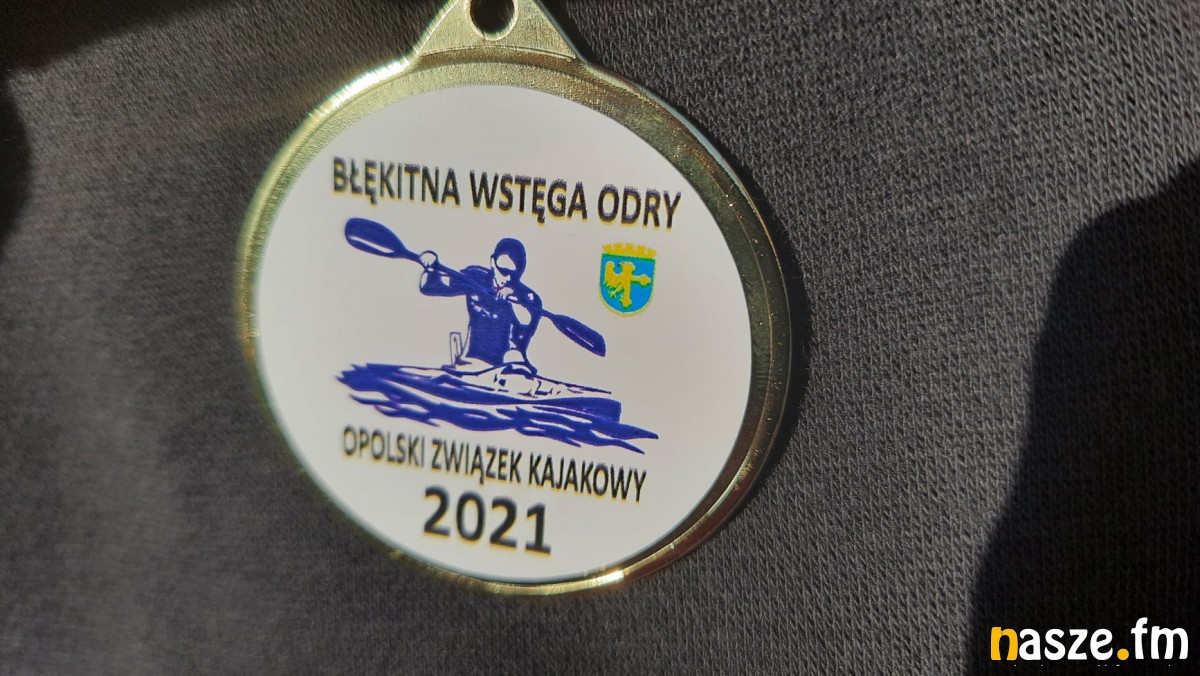 BŁĘKITNA WSTĘGA ODRY
OPOLSKI ZWIĄZEK KAJAKOWY
2021
nasze.fm